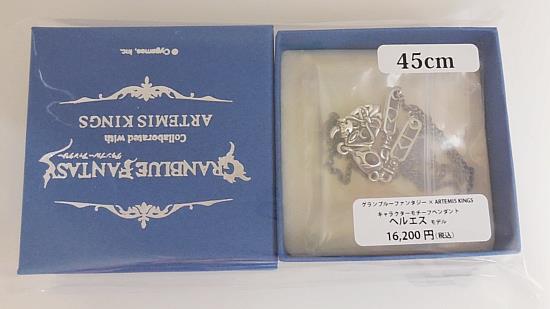 GRANBLUE FANTASY
グランブルーファンタジー
Collaborated with
ARTEMIS KINGS
© Cygames, Inc.
45cm
グランブルーファンタジー × ARTEMIS KINGS
キャラクターモチーフペンダント
ヘルエス モデル
16,200 円(税込)